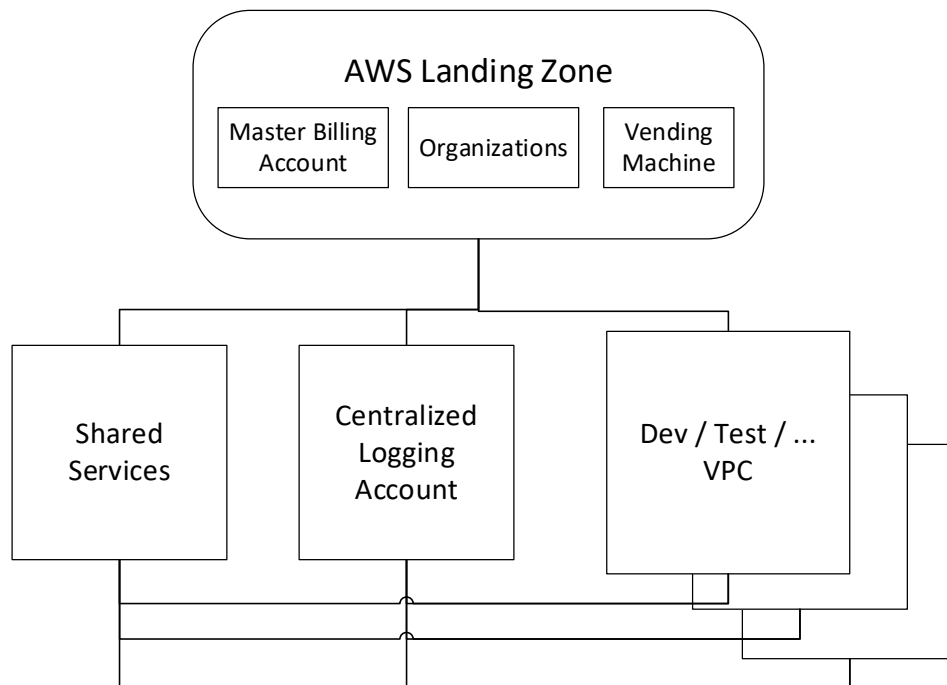 AWS Landing Zone
Master Billing
Account
Organizations
Vending
Machine
Shared
Services
Centralized
Logging
Account
Dev / Test / ...
VPC